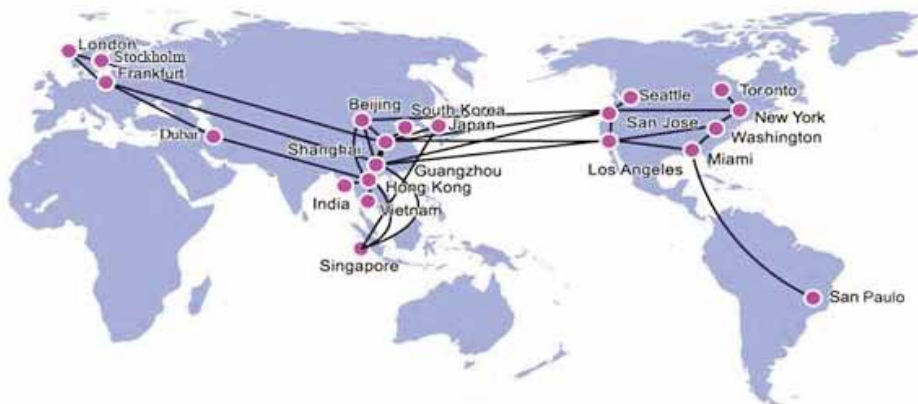 London
Stockholm
Frankfurt
Dubai
Beijing
South Korea
Japan
Shanghai
Guangzhou
Hong Kong
India
Vietnam
Singapore
Seattle
Toronto
New York
San Jose
Washington
Los Angeles
Miami
San Paulo